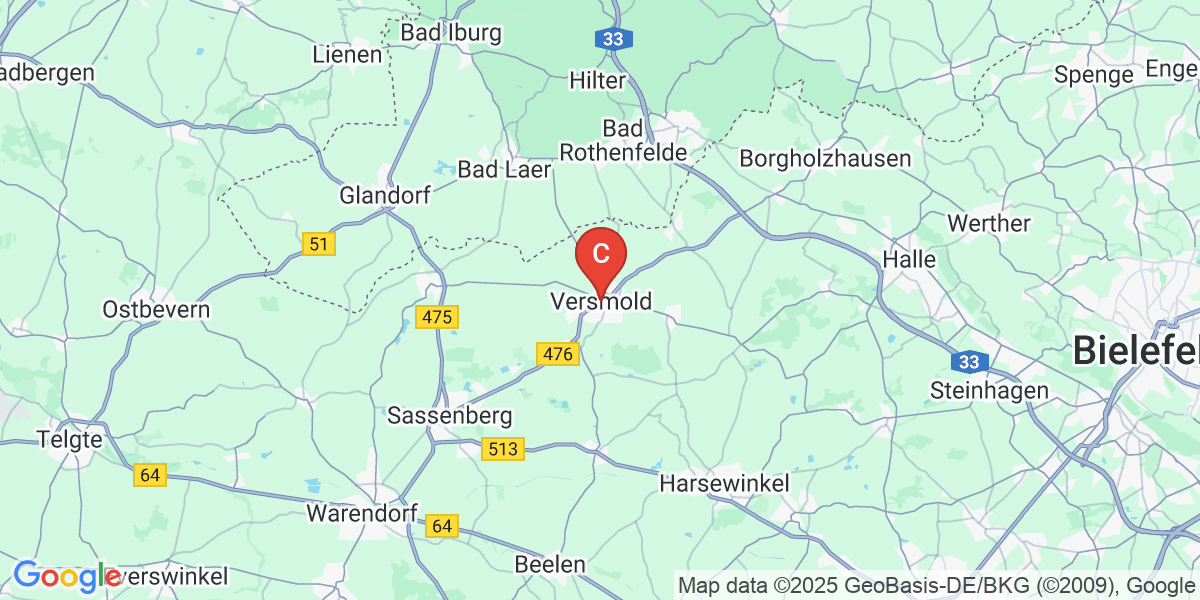 Bad Iburg
33
Lienen
Hilter
adbergen
Spenge
Enge
Bad
Rothenfelde
Borgholzhausen
Bad Laer
Glandorf
Werther
51
C
Halle
Ostbevern
Versmold
475
476
Bielefel
33
Steinhagen
Sassenberg
Telgte
513
64
Harsewinkel
Warendorf
64
Beelen
Google
verswinkel
Map data ©2025 GeoBasis-DE/BKG (©2009), Google